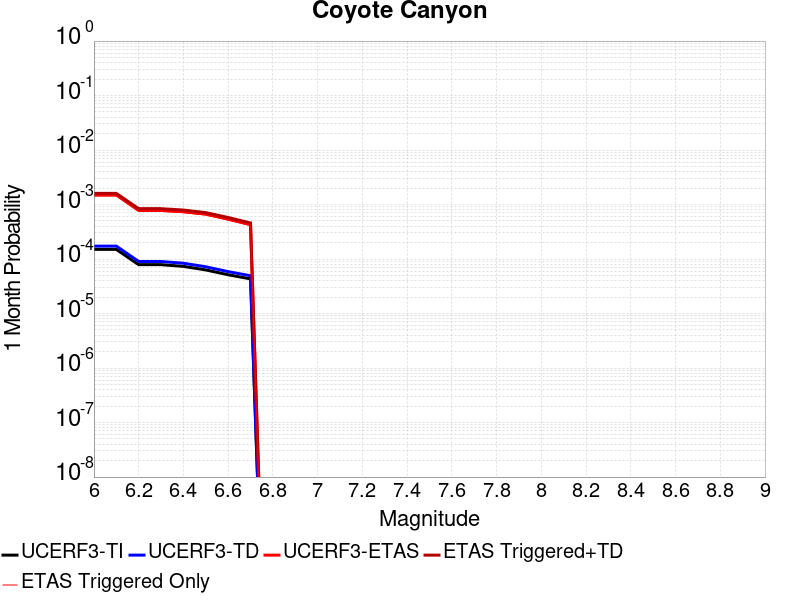 Coyote Canyon
10^0
10^-1
10^-2
10^-3
10^-4
10^-5
10^-6
10^-7
10^-8
1 Month Probability
6 6.2 6.4 6.6 6.8 7 7.2 7.4 7.6 7.8 8 8.2 8.4 8.6 8.8 9
Magnitude
UCERF3-TI UCERF3-TD UCERF3-ETAS ETAS Triggered+TD
ETAS Triggered Only